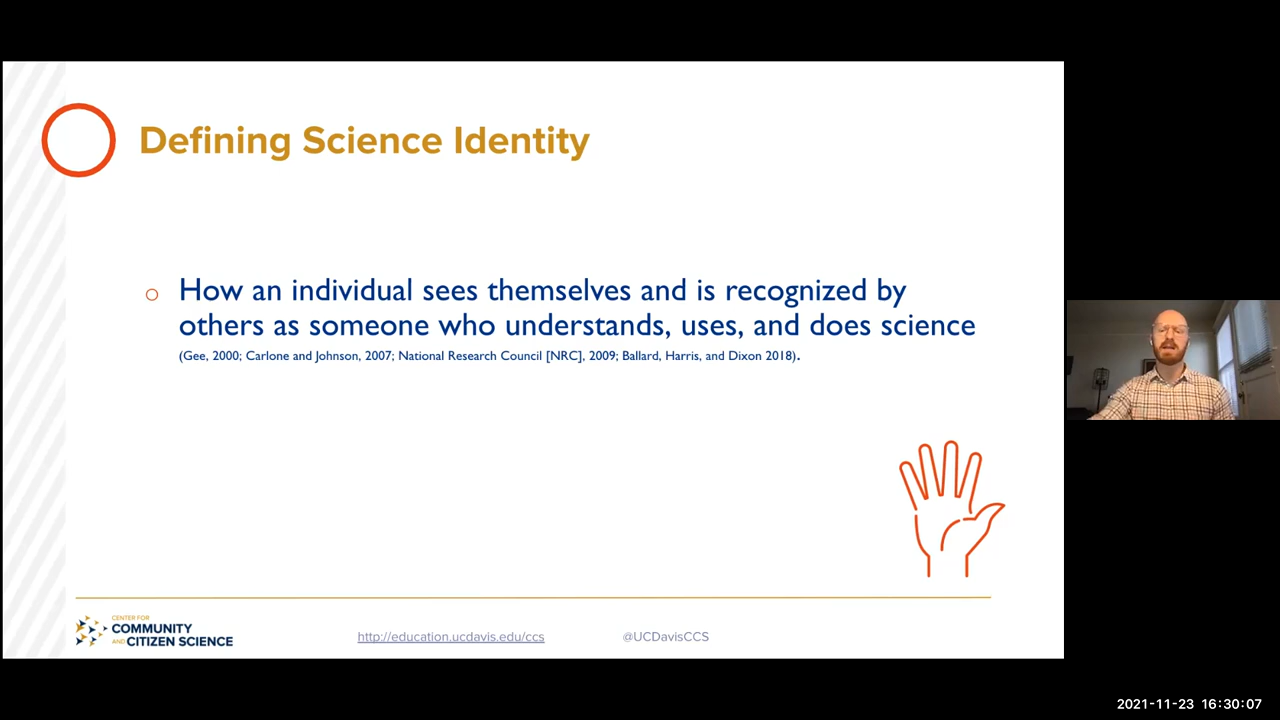 Defining Science Identity
How an individual sees themselves and is recognized by
others as someone who understands, uses, and does science
(Gee, 2000; Carlone and Johnson, 2007; National Research Council [NRC], 2009; Ballard, Harris, and Dixon 2018).
CENTER FOR
COMMUNITY
AND CITIZEN SCIENCE
http://education.ucdavis.edu/ccs
@UCDavisCCS
2021-11-23 16:30:07